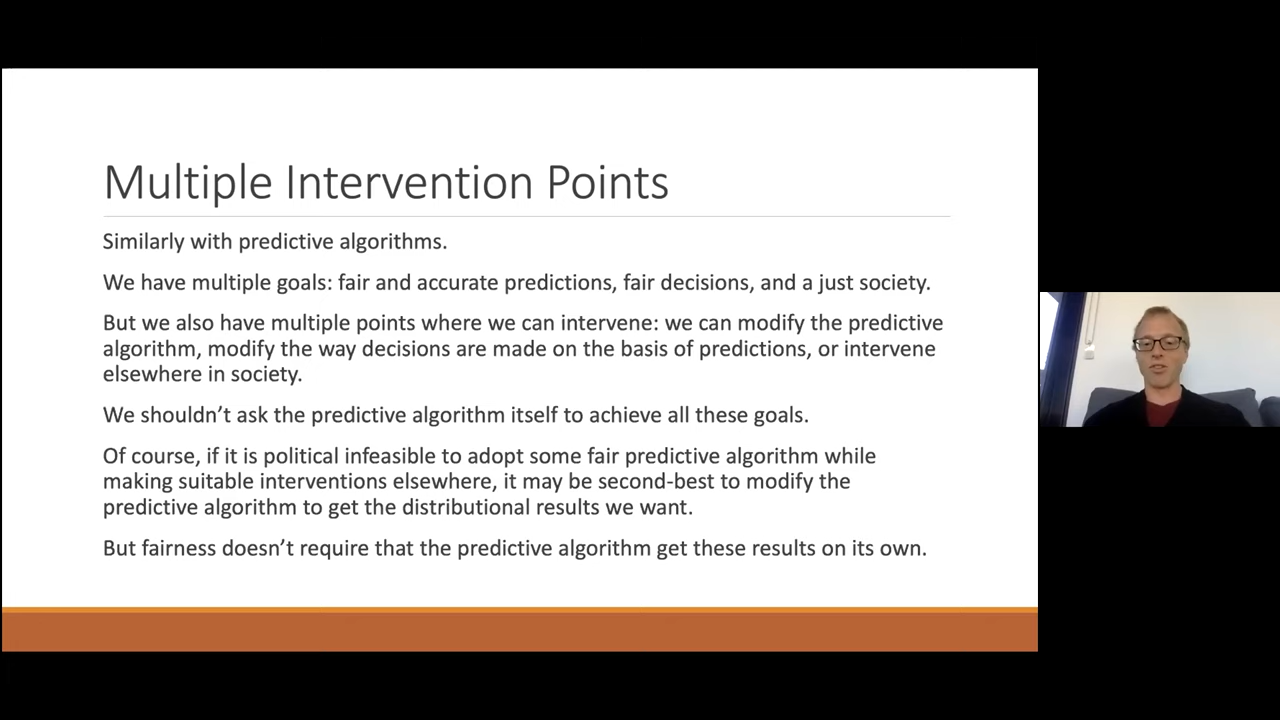 Multiple Intervention Points
Similarly with predictive algorithms.
We have multiple goals: fair and accurate predictions, fair decisions, and a just society.
But we also have multiple points where we can intervene: we can modify the predictive
algorithm, modify the way decisions are made on the basis of predictions, or intervene
elsewhere in society.
We shouldn’t ask the predictive algorithm itself to achieve all these goals.
Of course, if it is political infeasible to adopt some fair predictive algorithm while
making suitable interventions elsewhere, it may be second-best to modify the
predictive algorithm to get the distributional results we want.
But fairness doesn’t require that the predictive algorithm get these results on its own.